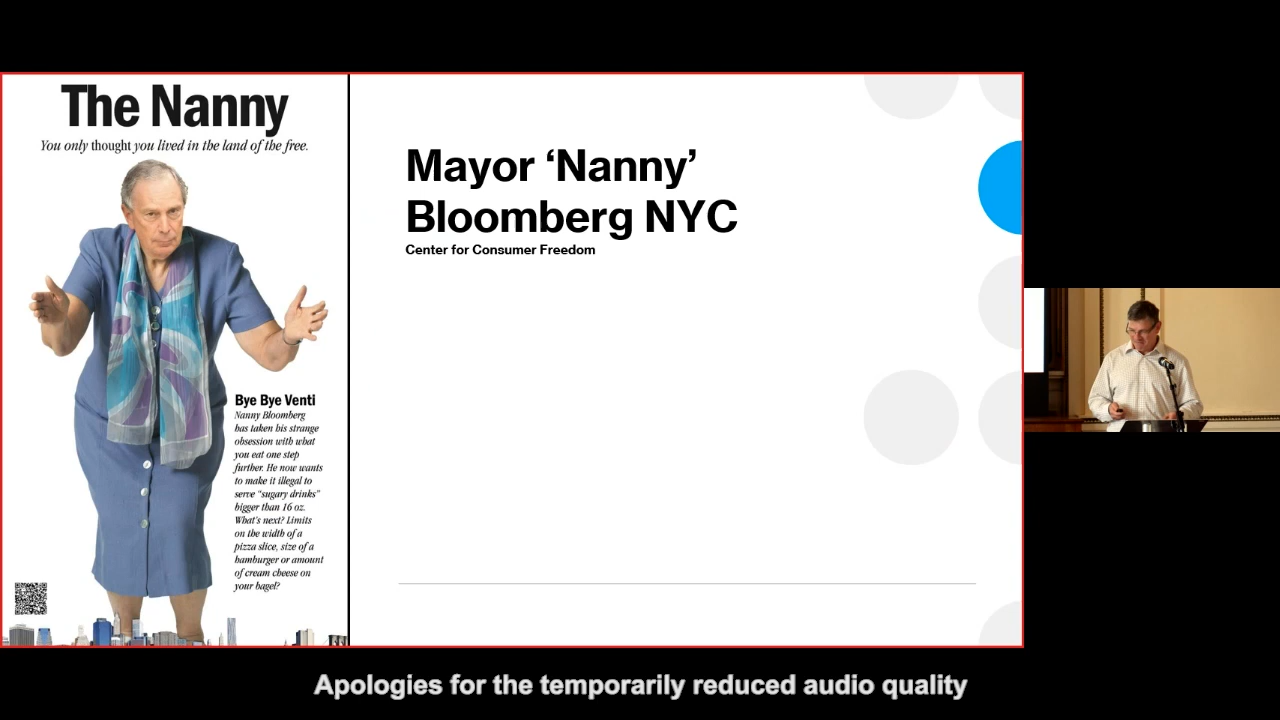 The Nanny
You only thought you lived in the land of the free.
Bye Bye Venti
Nanny Bloomberg
has taken his strange
obsession with what
you eat one step
further. He now wants
to make it illegal to
serve "sugary drinks"
bigger than 16 oz.
What's next? Limits
on the width of a
pizza slice, size of a
hamburger or amount
of cream cheese on
your bagel?
Mayor ‘Nanny’
Bloomberg NYC
Center for Consumer Freedom
Apologies for the temporarily reduced audio quality